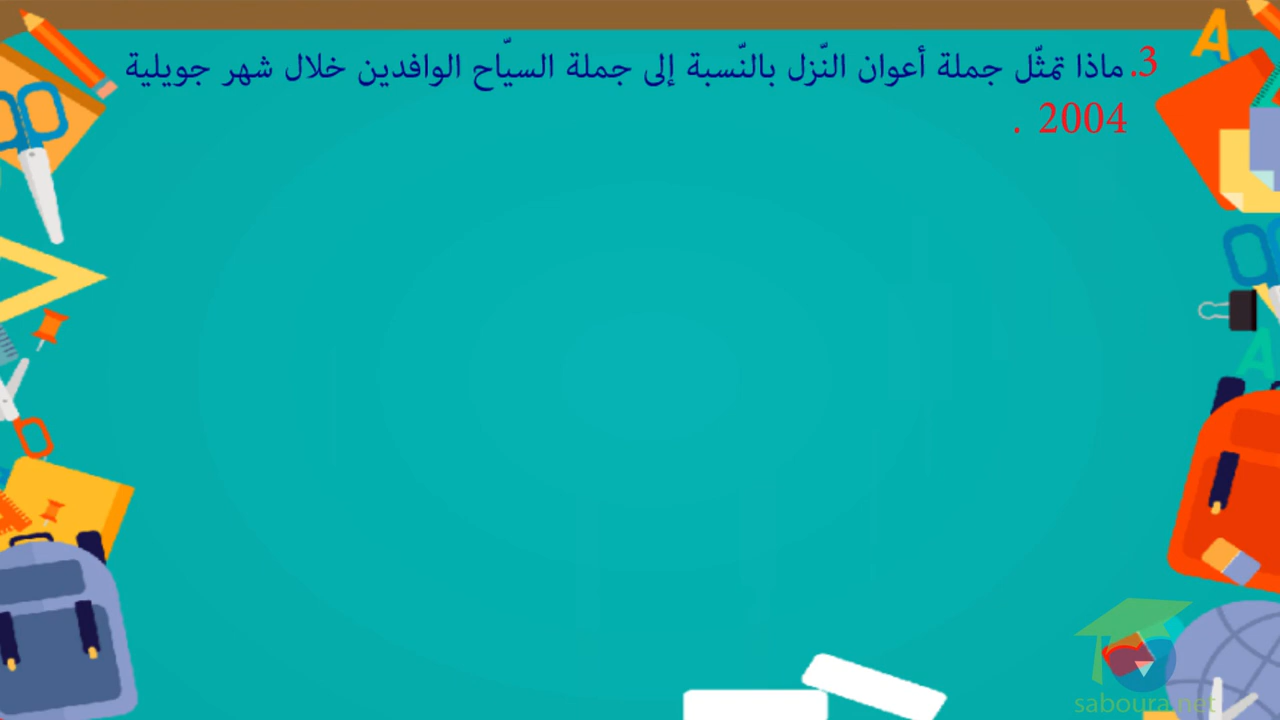 3. ماذا تمثّل جملة أعوان النّزل بالنّسبة إلى جملة السيّاح الوافدين خلال شهر جويلية
2004 .
A
A
A
A
saboura.net